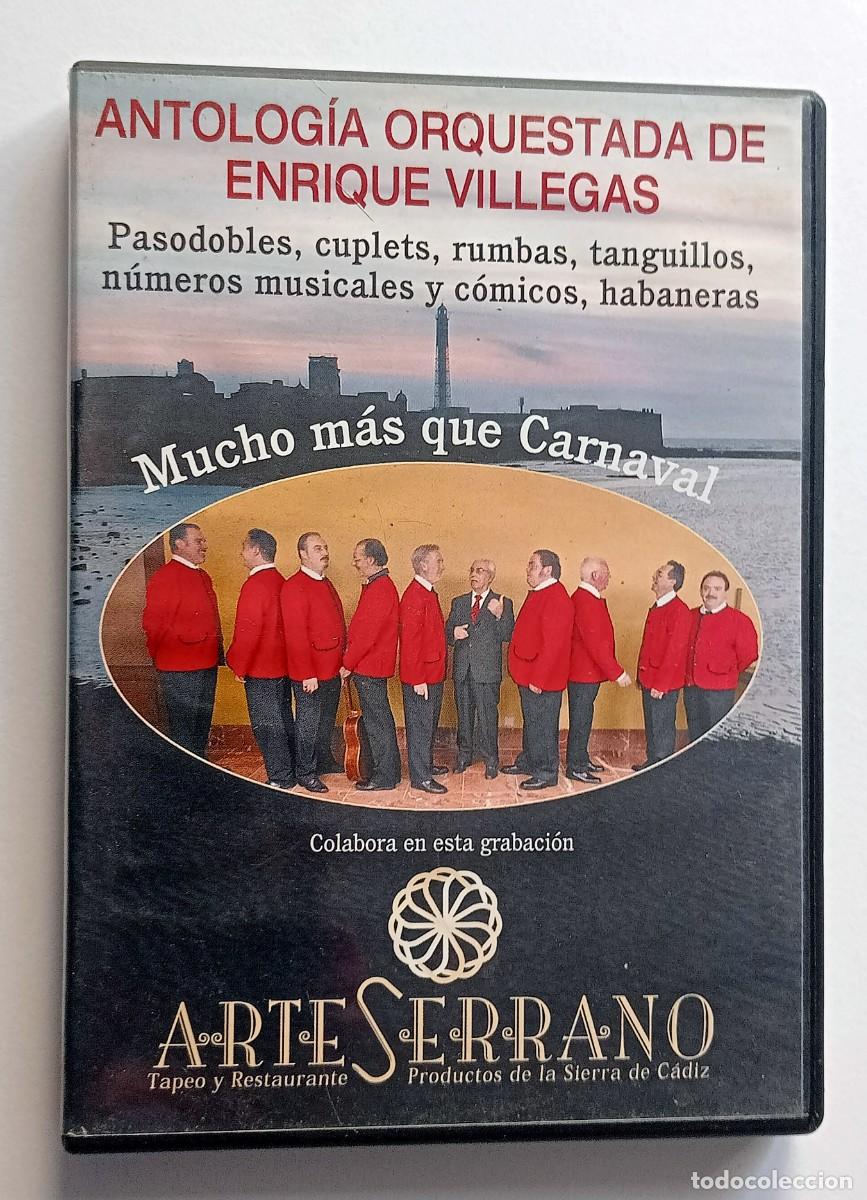 ANTOLOGÍA ORQUESTADA DE
ENRIQUE VILLEGAS
Pasodobles, cuplets, rumbas, tanguillos,
números musicales y cómicos, habaneras
Mucho más que Carnaval
Colabora en esta grabación
ARTESERRANO
Tapeo y Restaurante Productos de la Sierra de Cádiz
todocoleccion